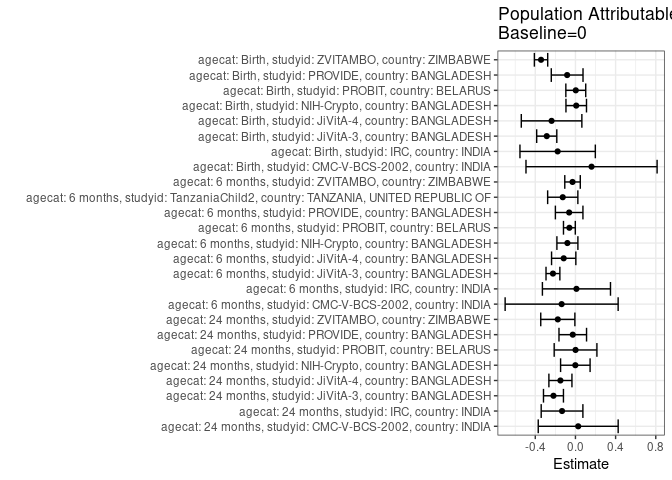 Population Attributable
Baseline=0
agecat: Birth, studyid: ZVITAMBO, country: ZIMBABWE
agecat: Birth, studyid: PROVIDE, country: BANGLADESH
agecat: Birth, studyid: PROBIT, country: BELARUS
agecat: Birth, studyid: NIH-Crypto, country: BANGLADESH
agecat: Birth, studyid: JiVitA-4, country: BANGLADESH
agecat: Birth, studyid: JiVitA-3, country: BANGLADESH
agecat: Birth, studyid: IRC, country: INDIA
agecat: Birth, studyid: CMC-V-BCS-2002, country: INDIA
agecat: 6 months, studyid: ZVITAMBO, country: ZIMBABWE
agecat: 6 months, studyid: TanzaniaChild2, country: TANZANIA, UNITED REPUBLIC OF
agecat: 6 months, studyid: PROVIDE, country: BANGLADESH
agecat: 6 months, studyid: PROBIT, country: BELARUS
agecat: 6 months, studyid: NIH-Crypto, country: BANGLADESH
agecat: 6 months, studyid: JiVitA-4, country: BANGLADESH
agecat: 6 months, studyid: JiVitA-3, country: BANGLADESH
agecat: 6 months, studyid: IRC, country: INDIA
agecat: 6 months, studyid: CMC-V-BCS-2002, country: INDIA
agecat: 24 months, studyid: ZVITAMBO, country: ZIMBABWE
agecat: 24 months, studyid: PROVIDE, country: BANGLADESH
agecat: 24 months, studyid: PROBIT, country: BELARUS
agecat: 24 months, studyid: NIH-Crypto, country: BANGLADESH
agecat: 24 months, studyid: JiVitA-4, country: BANGLADESH
agecat: 24 months, studyid: JiVitA-3, country: BANGLADESH
agecat: 24 months, studyid: IRC, country: INDIA
agecat: 24 months, studyid: CMC-V-BCS-2002, country: INDIA
-0.4 0.0 0.4 0.8
Estimate